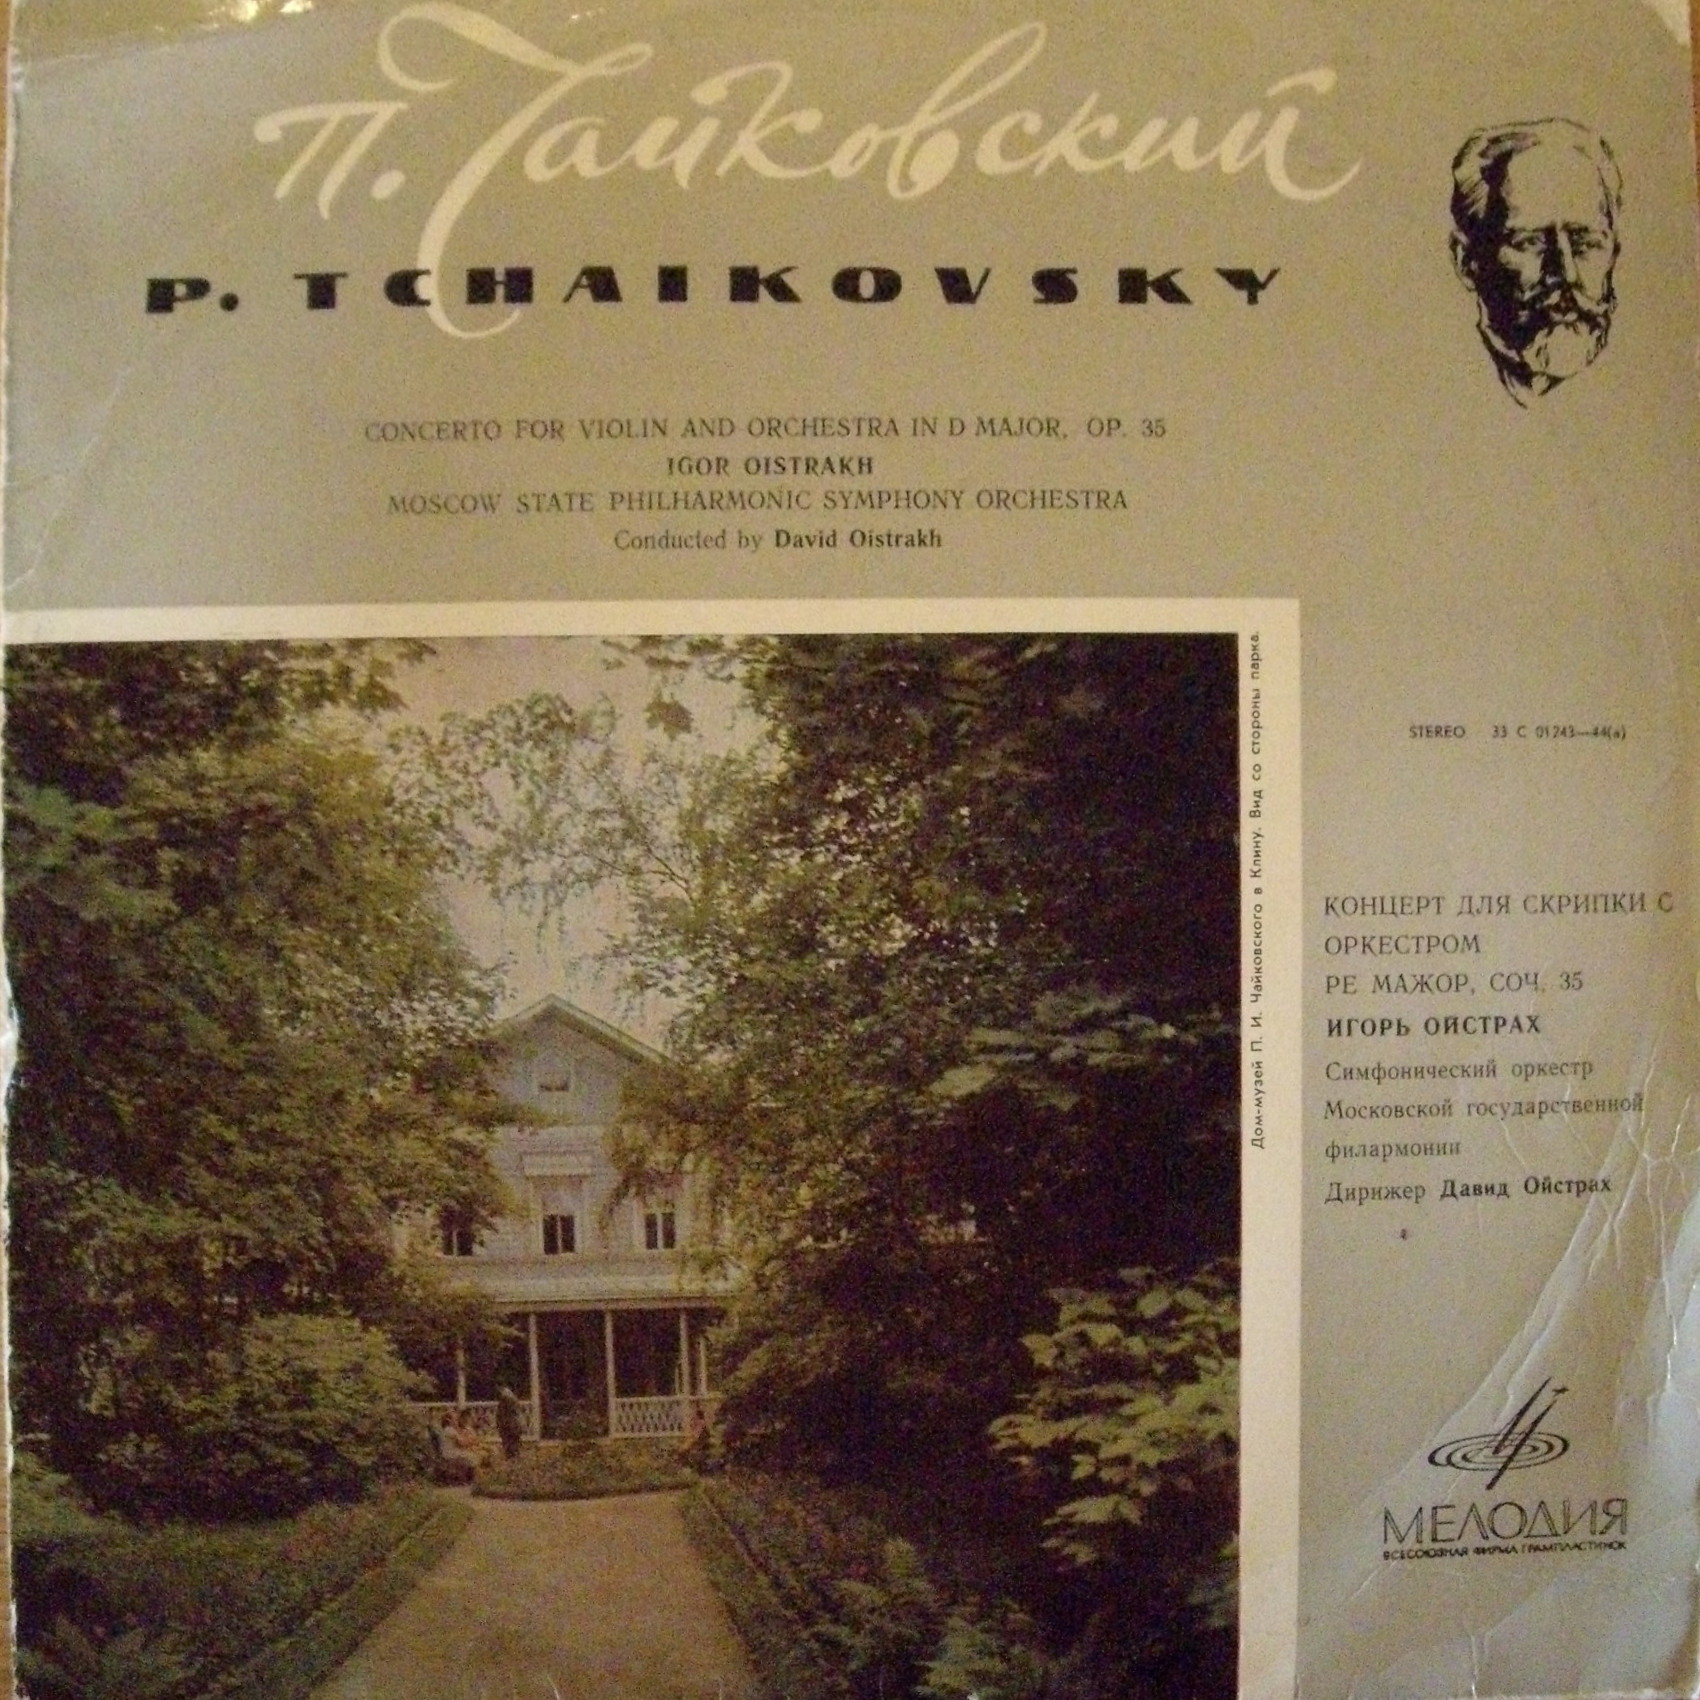 П. Чайковский
P. TCHAIKOVSKY
CONCERTO FOR VIOLIN AND ORCHESTRA IN D MAJOR, OP. 35
IGOR OISTRAKH
MOSCOW STATE PHILHARMONIC SYMPHONY ORCHESTRA
Conducted by David Oistrakh
Дом-музей П. И. Чайковского в Клину. Вид со стороны парка.
STEREO 33 С 01243—44(а)
КОНЦЕРТ ДЛЯ СКРИПКИ С
ОРКЕСТРОМ
РЕ МАЖОР, СОЧ. 35
ИГОРЬ ОЙСТРАХ
Симфонический оркестр
Московской государственной
филармонии
Дирижер Давид Ойстрах
МЕЛОДИЯ
ВСЕСОЮЗНАЯ ФИРМА ГРАМПЛАСТИНОК